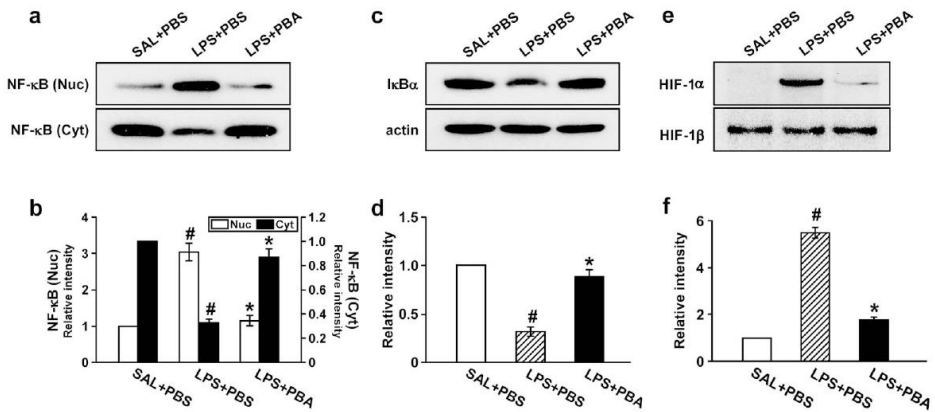 a
SAL+PBS
LPS+PBS
LPS+PBA
NF-κB (Nuc)
NF-κB (Cyt)
c
SAL+PBS
LPS+PBS
LPS+PBA
IκBα
actin
e
SAL+PBS
LPS+PBS
LPS+PBA
HIF-1α
HIF-1β
b
NF-κB (Nuc)
Relative intensity
4
3
2
1
0
Nuc
Cyt
#
#
*
*
1.2
1.0
0.8
0.6
0.4
0.2
0
NF-κB (Cyt)
Relative intensity
SAL+PBS
LPS+PBS
LPS+PBA
d
Relative intensity
1.5
1.0
0.5
0.0
#
*
SAL+PBS
LPS+PBS
LPS+PBA
f
Relative intensity
6
4
2
0
#
*
SAL+PBS
LPS+PBS
LPS+PBA